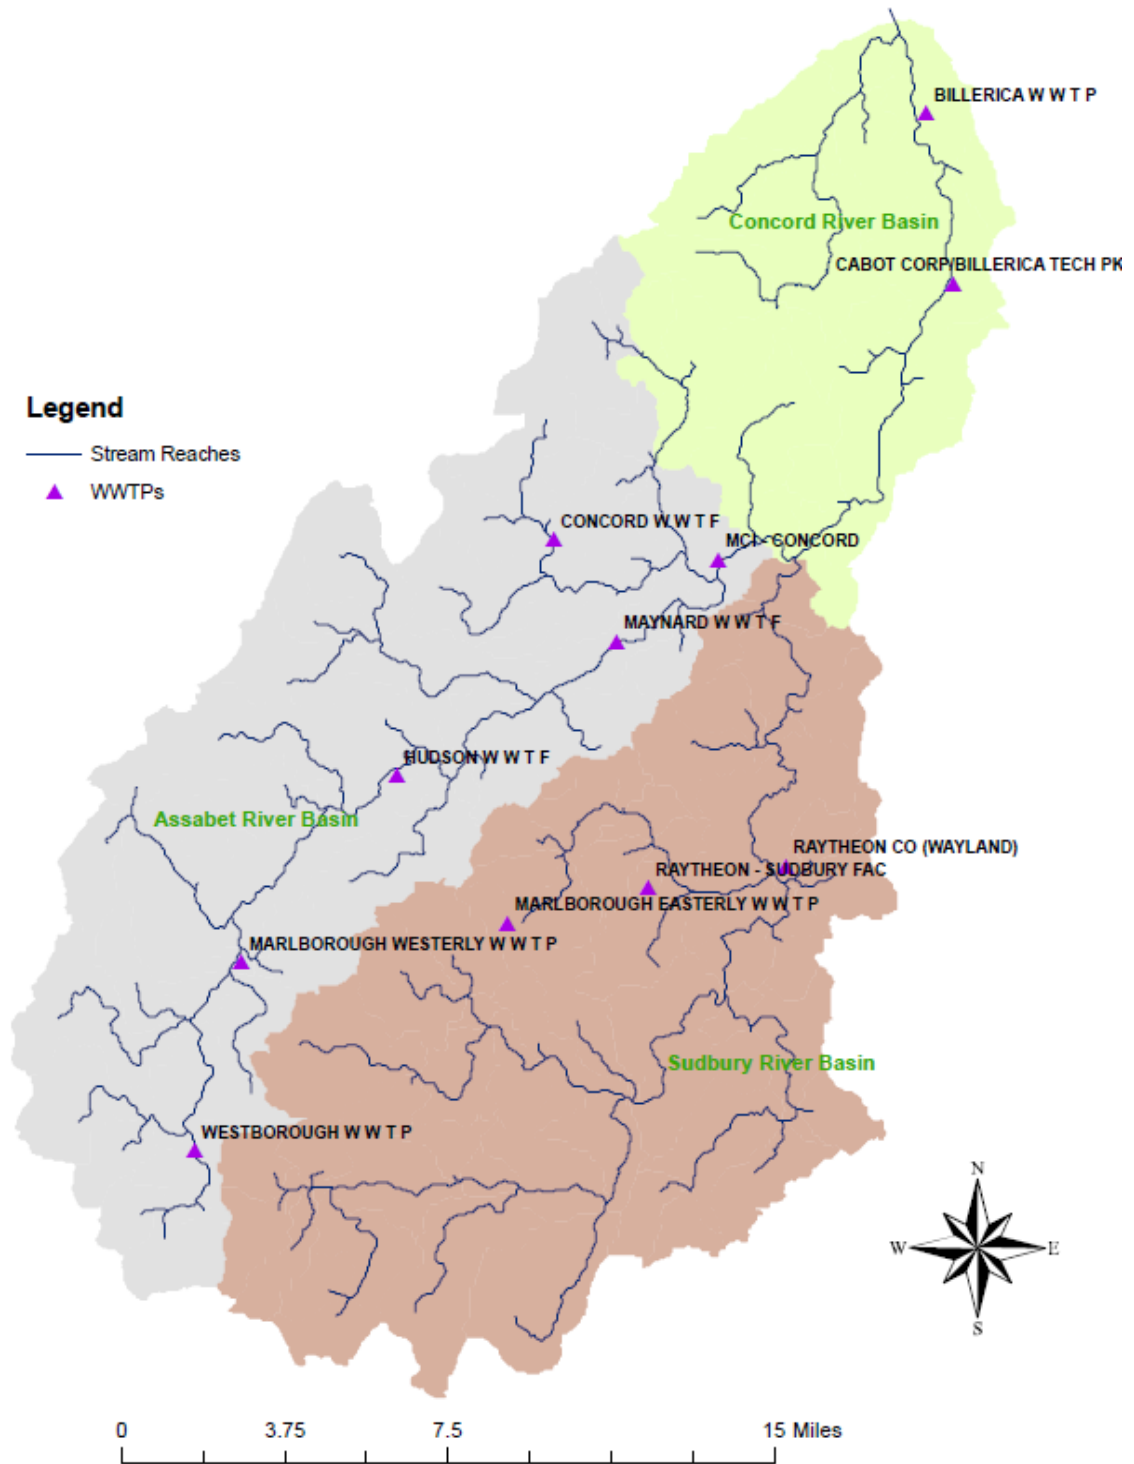 BILLERICA W W T P
Concord River Basin
CABOT CORP/BILLERICA TECH PK
Legend
Stream Reaches
WWTPs
CONCORD W W T F
MCI - CONCORD
MAYNARD W W T F
HUDSON W W T F
Assabet River Basin
RAYTHEON CO (WAYLAND)
RAYTHEON - SUDBURY FAC
MARLBOROUGH EASTERLY W W T P
MARLBOROUGH WESTERLY W W T P
Sudbury River Basin
WESTBOROUGH W W T P
N
W E
S
0 3.75 7.5 15 Miles